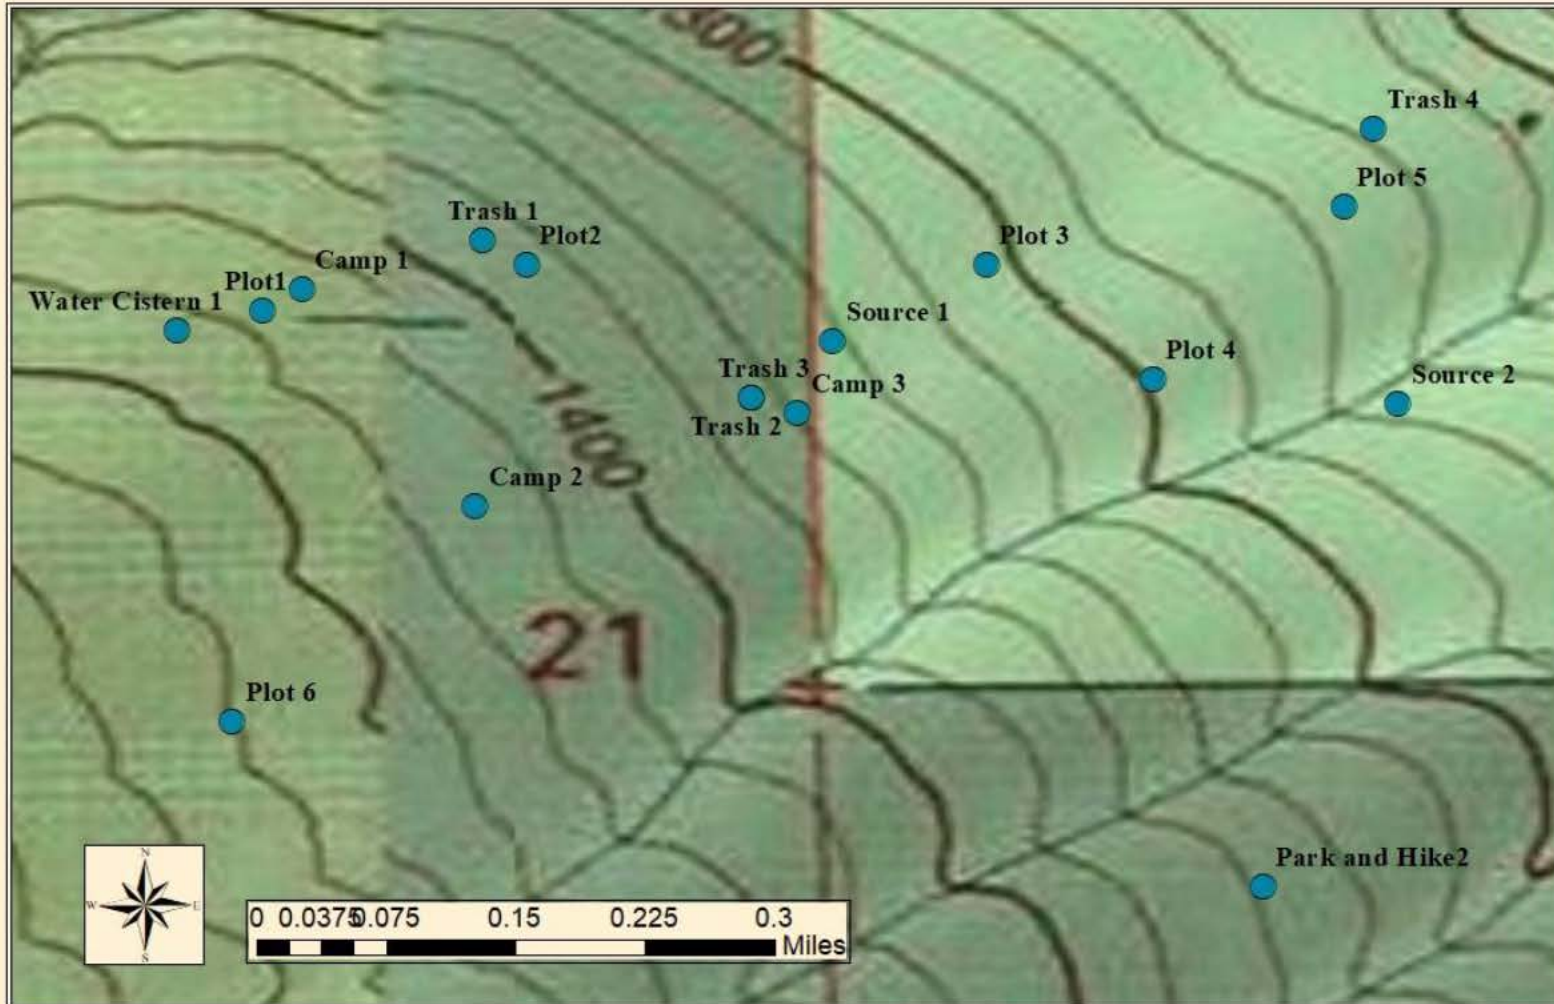 Trash 4
Plot 5
Trash 1
Plot2
Plot 3
Camp 1
Plot1
Water Cistern 1
Source 1
Plot 4
Trash 3
Camp 3
Source 2
Trash 2
1400
Camp 2
21
Plot 6
Park and Hike2
N
W E
S
0 0.0375 0.075 0.15 0.225 0.3
Miles